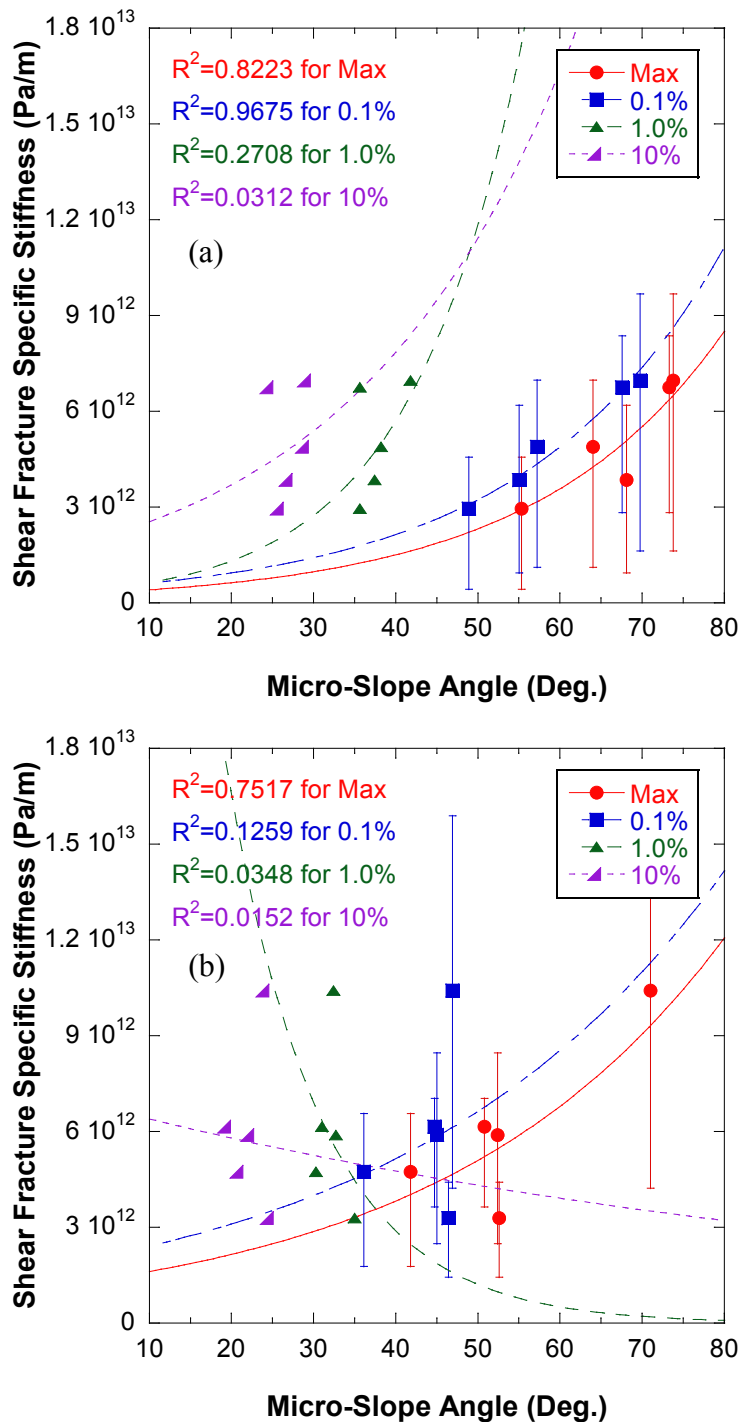 1.8 10¹³
R²=0.8223 for Max
R²=0.9675 for 0.1%
R²=0.2708 for 1.0%
R²=0.0312 for 10%
Max
0.1%
1.0%
10%
(a)
1.5 10¹³
1.2 10¹³
9 10¹²
6 10¹²
3 10¹²
0
Shear Fracture Specific Stiffness (Pa/m)
10 20 30 40 50 60 70 80
Micro-Slope Angle (Deg.)
1.8 10¹³
R²=0.7517 for Max
R²=0.1259 for 0.1%
R²=0.0348 for 1.0%
R²=0.0152 for 10%
Max
0.1%
1.0%
10%
(b)
1.5 10¹³
1.2 10¹³
9 10¹²
6 10¹²
3 10¹²
0
Shear Fracture Specific Stiffness (Pa/m)
10 20 30 40 50 60 70 80
Micro-Slope Angle (Deg.)